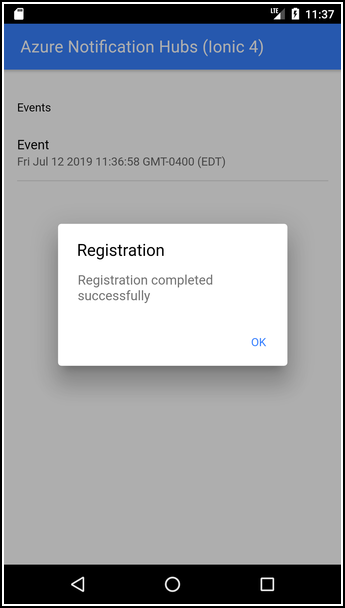 LTE 11:37
Azure Notification Hubs (Ionic 4)
Events
Event
Fri Jul 12 2019 11:36:58 GMT-0400 (EDT)
Registration
Registration completed
successfully
OK